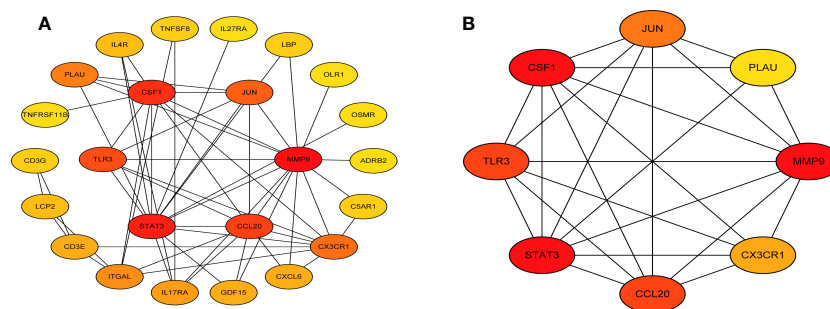 A
TNFSF8
IL27RA
IL4R
LBP
PLAU
OLR1
CSF1
JUN
TNFRSF11B
OSMR
CD3G
TLR3
MMP9
ADRB2
LCP2
C5AR1
STAT3
CCL20
CD3E
CX3CR1
ITGAL
CXCL6
IL17RA
GDF15
B
JUN
CSF1
PLAU
TLR3
MMP9
STAT3
CX3CR1
CCL20